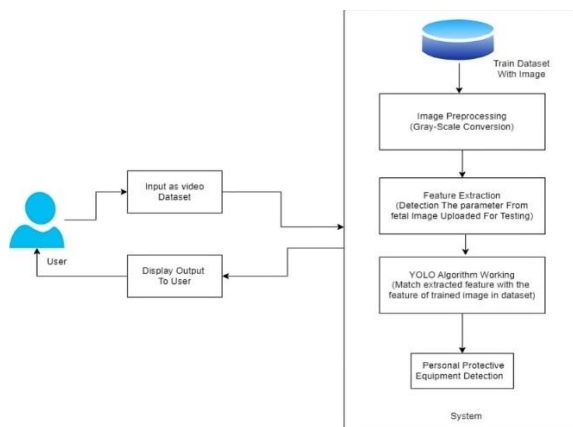 Train Dataset
With Image
Image Preprocessing
(Gray-Scale Conversion)
Input as video
Dataset
Feature Extraction
(Detection The parameter From
fetal Image Uploaded For Testing)
User
Display Output
To User
YOLO Algorithm Working
(Match extracted feature with the
feature of trained image in dataset)
Personal Protective
Equipment Detection
System